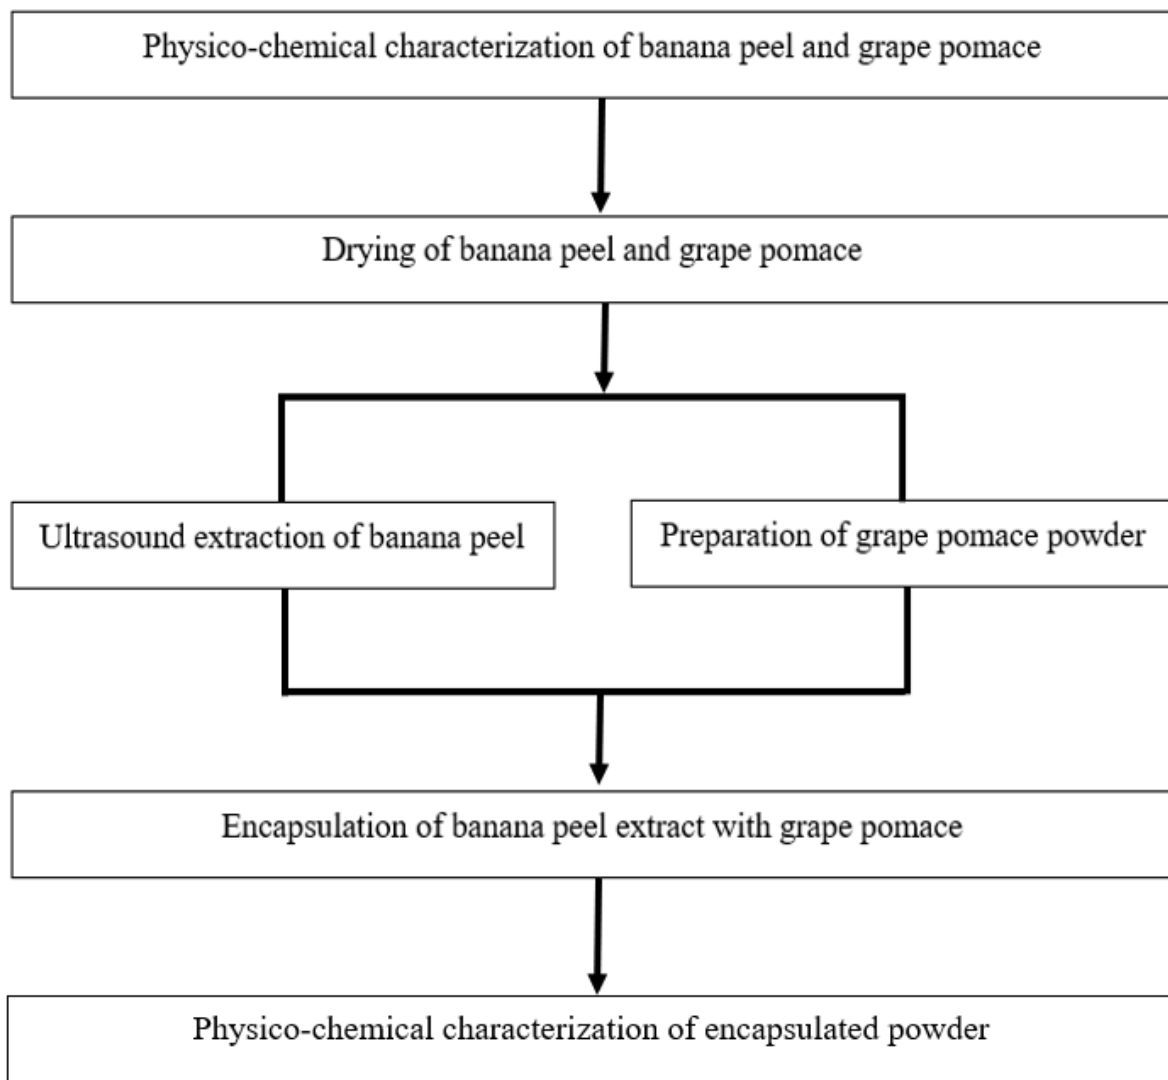 Physico-chemical characterization of banana peel and grape pomace
Drying of banana peel and grape pomace
Ultrasound extraction of banana peel
Preparation of grape pomace powder
Encapsulation of banana peel extract with grape pomace
Physico-chemical characterization of encapsulated powder